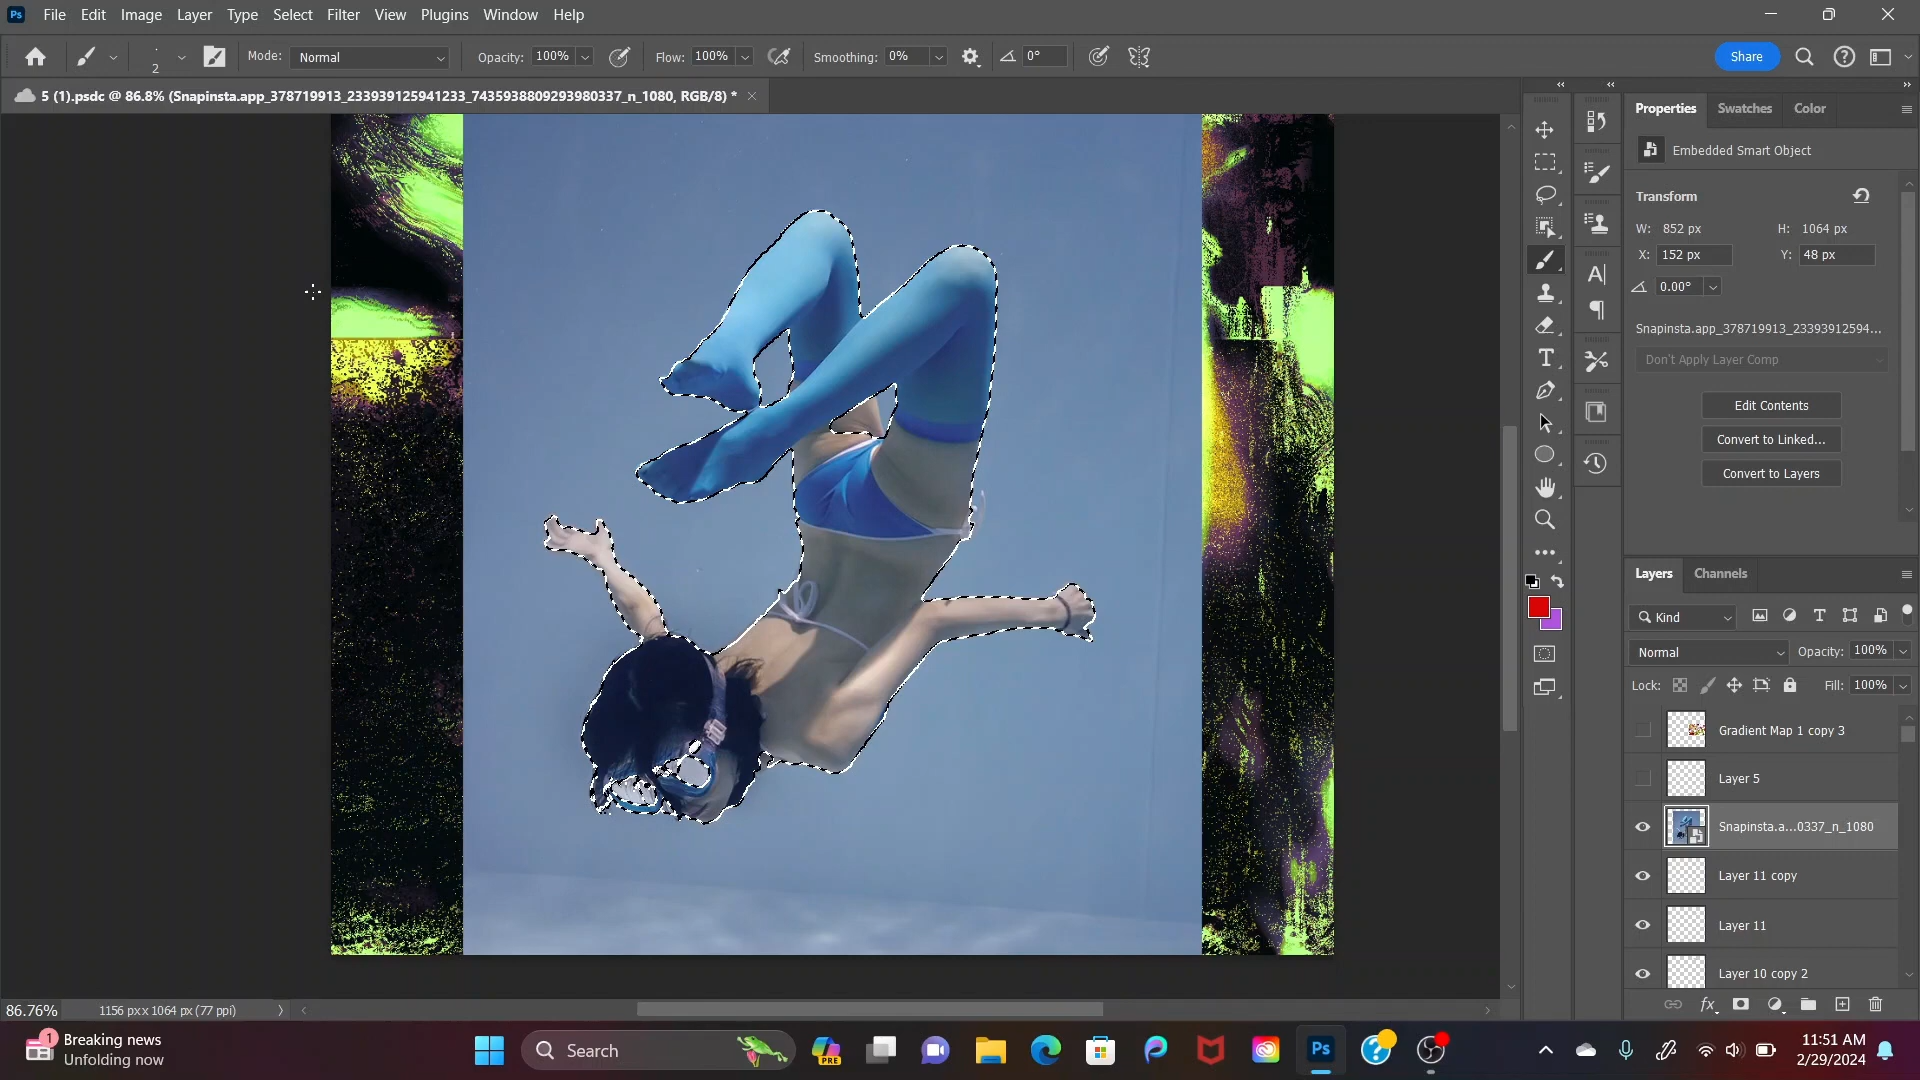 Ps File Edit Image Layer Type Select Filter View Plugins Window Help
2 Mode: Normal Opacity: 100% Flow: 100% Smoothing: 0% 0° Share
5 (1).psdc @ 86.8% (Snapinsta.app_378719913_233939125941233_7435938809293980337_n_1080, RGB/8) *
Properties Swatches Color
Embedded Smart Object
Transform
W: 852 px H: 1064 px
X: 152 px Y: 48 px
0.00°
Snapinsta.app_378719913_23393912594...
Don't Apply Layer Comp
Edit Contents
Convert to Linked...
Convert to Layers
Layers Channels
Kind
Normal Opacity: 100%
Lock: Fill: 100%
Gradient Map 1 copy 3
Layer 5
Snapinsta.a...0337_n_1080
Layer 11 copy
Layer 11
Layer 10 copy 2
86.76% 1156 px x 1064 px (77 ppi)
1 Breaking news
Unfolding now
Search
PRE
Ps
11:51 AM
2/29/2024